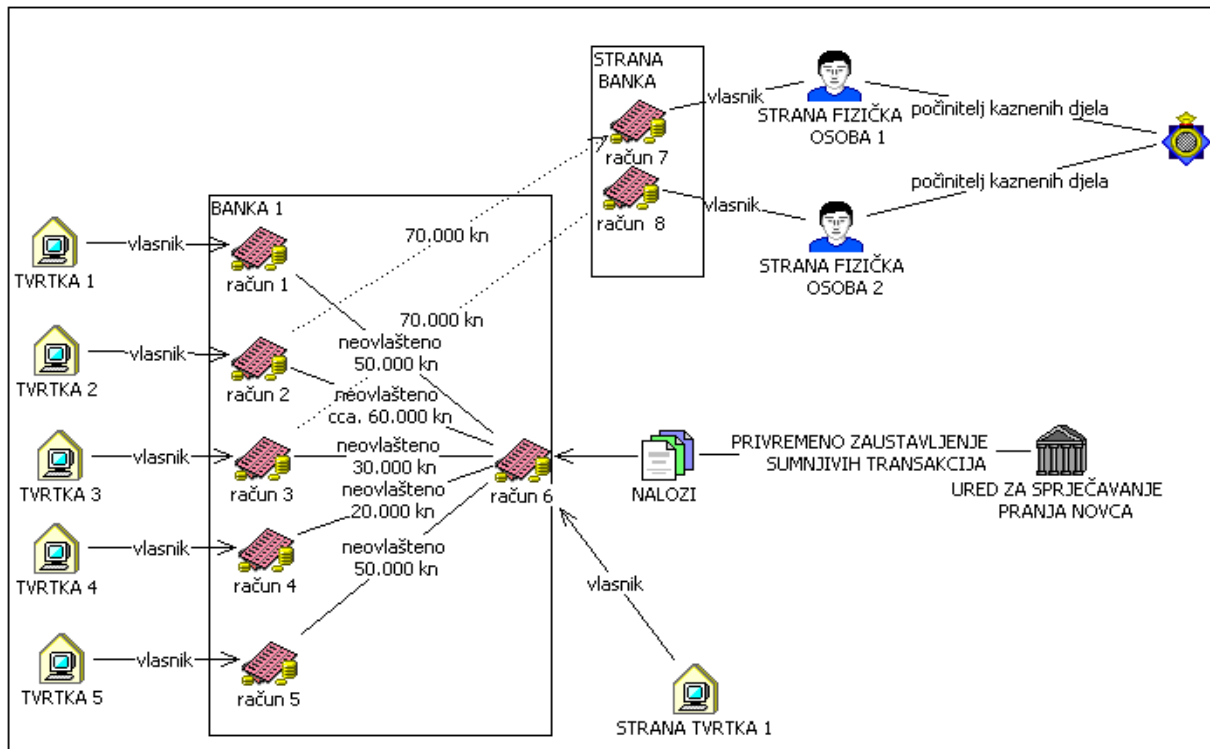 STRANA
BANKA
vlasnik
STRANA FIZIČKA
OSOBA 1
počinitelj kaznenih djela
račun 7
počinitelj kaznenih djela
vlasnik
račun 8
STRANA FIZIČKA
OSOBA 2
BANKA 1
TVRTKA 1
vlasnik
račun 1
70.000 kn
70.000 kn
neovlašteno
50.000 kn
TVRTKA 2
vlasnik
račun 2
neovlašteno
cca. 60.000 kn
TVRTKA 3
vlasnik
račun 3
neovlašteno
30.000 kn
račun 6
NALOZI
PRIVREMENO ZAUSTAVLJENJE
SUMNJIVIH TRANSAKCIJA
URED ZA SPRJEČAVANJE
PRANJA NOVCA
neovlašteno
20.000 kn
TVRTKA 4
vlasnik
račun 4
neovlašteno
50.000 kn
vlasnik
TVRTKA 5
vlasnik
račun 5
STRANA TVRTKA 1